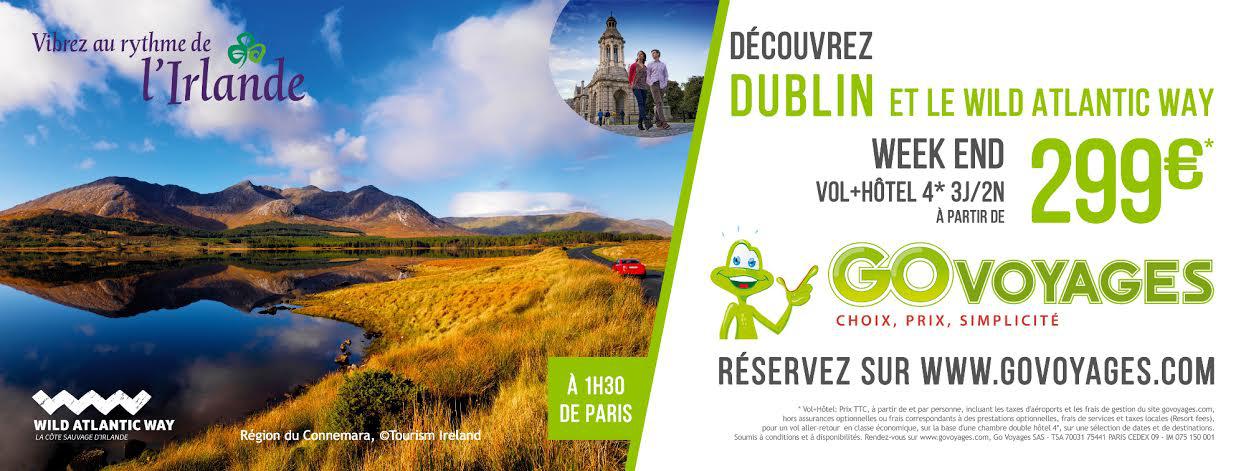 Vibrez au rythme de
l'Irlande
WILD ATLANTIC WAY
LA CÔTE SAUVAGE D'IRLANDE
Région du Connemara, ©Tourism Ireland
À 1H30
DE PARIS
DÉCOUVREZ
DUBLIN ET LE WILD ATLANTIC WAY
WEEK END
VOL+HÔTEL 4* 3J/2N
À PARTIR DE
299€*
GO VOYAGES
CHOIX, PRIX, SIMPLICITÉ
RÉSERVEZ SUR WWW.GOVOYAGES.COM
* Vol+Hôtel: Prix TTC, à partir de et par personne, incluant les taxes d'aéroports et les frais de gestion du site govoyages.com,
hors assurances optionnelles ou frais correspondants à des prestations optionnelles, frais de services et taxes locales (Resort fees),
pour un vol aller-retour en classe économique, sur la base d'une chambre double hôtel 4*, sur une sélection de dates et de destinations.
Soumis à conditions et à disponibilités. Rendez-vous sur www.govoyages.com, Go Voyages SAS - TSA 70031 75441 PARIS CEDEX 09 - IM 075 150 001